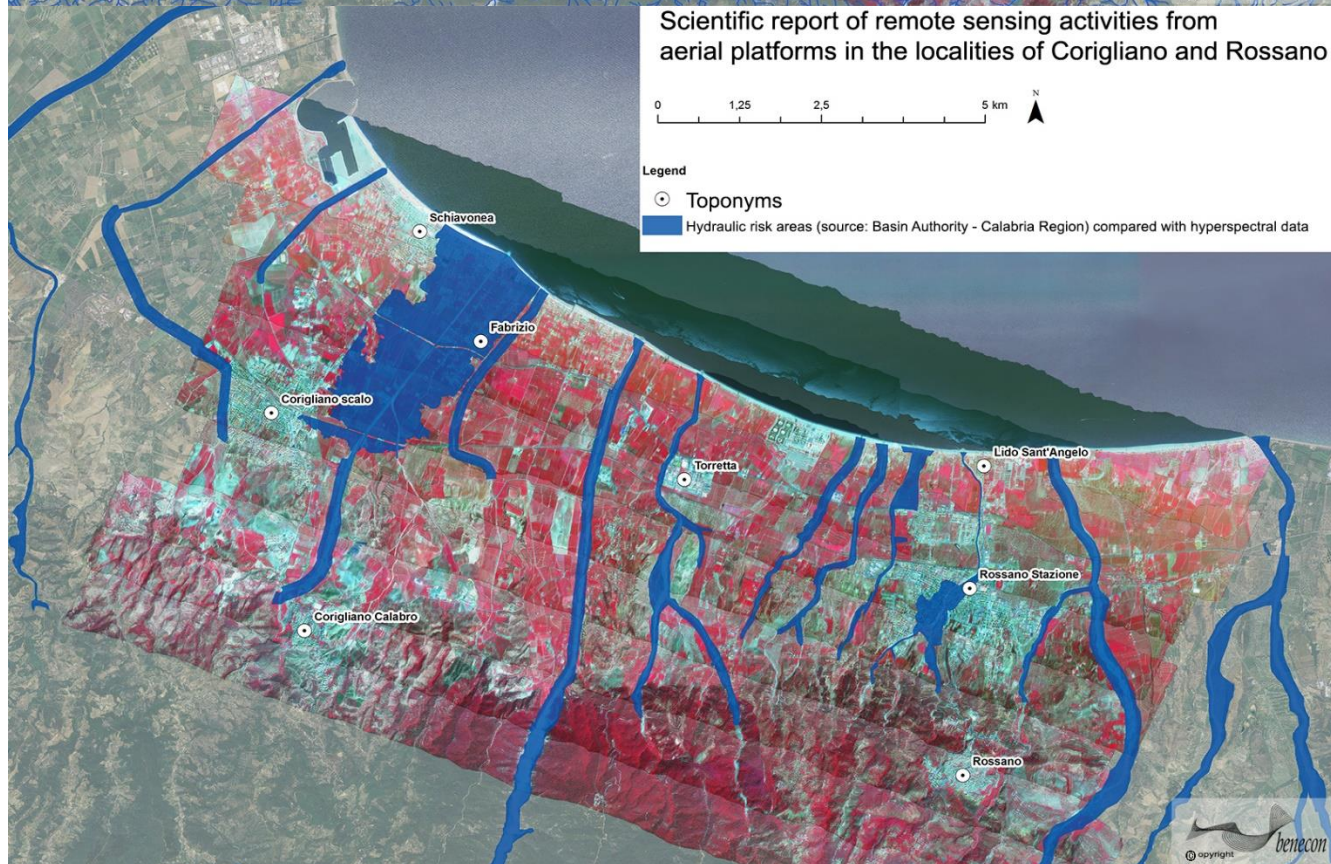 Scientific report of remote sensing activities from
aerial platforms in the localities of Corigliano and Rossano
0 1,25 2,5 5 km
N
Legend
Toponyms
Hydraulic risk areas (source: Basin Authority - Calabria Region) compared with hyperspectral data
Schiavonea
Fabrizio
Corigliano scalo
Torretta
Lido Sant'Angelo
Rossano Stazione
Corigliano Calabro
Rossano
benecon
© opyright